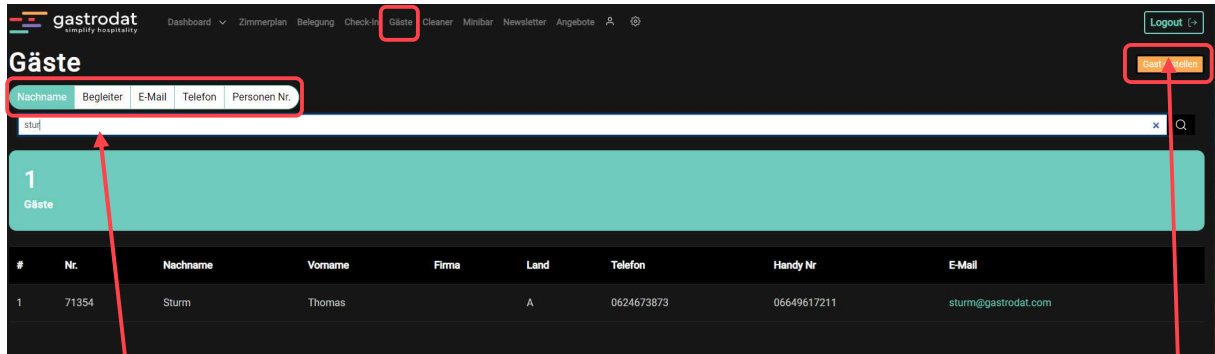 gastrodat
simplify hospitality
Dashboard Zimmerplan Belegung Check-In Gäste Cleaner Minibar Newsletter Angebote
Logout
Gäste
Gast erstellen
Nachname Begleiter E-Mail Telefon Personen Nr.
stur
1
Gäste
# Nr. Nachname Vorname Firma Land Telefon Handy Nr E-Mail
1 71354 Sturm Thomas A 0624673873 06649617211 sturm@gastrodat.com